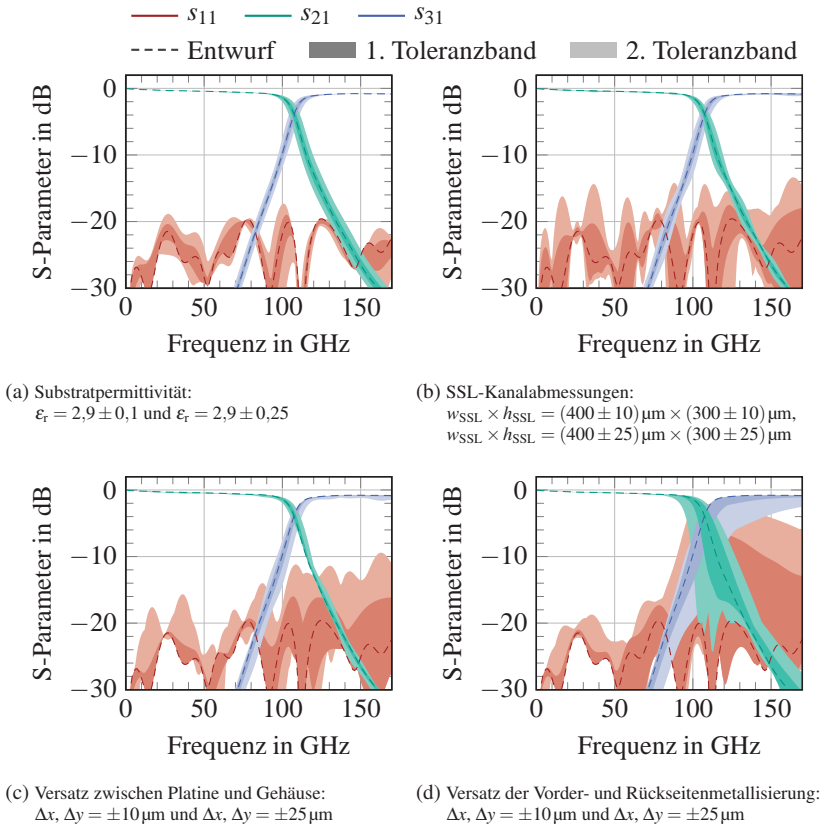 s₁₁ s₂₁ s₃₁
Entwurf 1. Toleranzband 2. Toleranzband
S-Parameter in dB
0
−10
−20
−30
0 50 100 150
Frequenz in GHz
(a) Substratpermittivität:
εr = 2,9 ± 0,1 und εr = 2,9 ± 0,25
S-Parameter in dB
0
−10
−20
−30
0 50 100 150
Frequenz in GHz
(b) SSL-Kanalabmessungen:
wSSL × hSSL = (400 ± 10) µm × (300 ± 10) µm,
wSSL × hSSL = (400 ± 25) µm × (300 ± 25) µm
S-Parameter in dB
0
−10
−20
−30
0 50 100 150
Frequenz in GHz
(c) Versatz zwischen Platine und Gehäuse:
Δx, Δy = ±10 µm und Δx, Δy = ±25 µm
S-Parameter in dB
0
−10
−20
−30
0 50 100 150
Frequenz in GHz
(d) Versatz der Vorder- und Rückseitenmetallisierung:
Δx, Δy = ±10 µm und Δx, Δy = ±25 µm